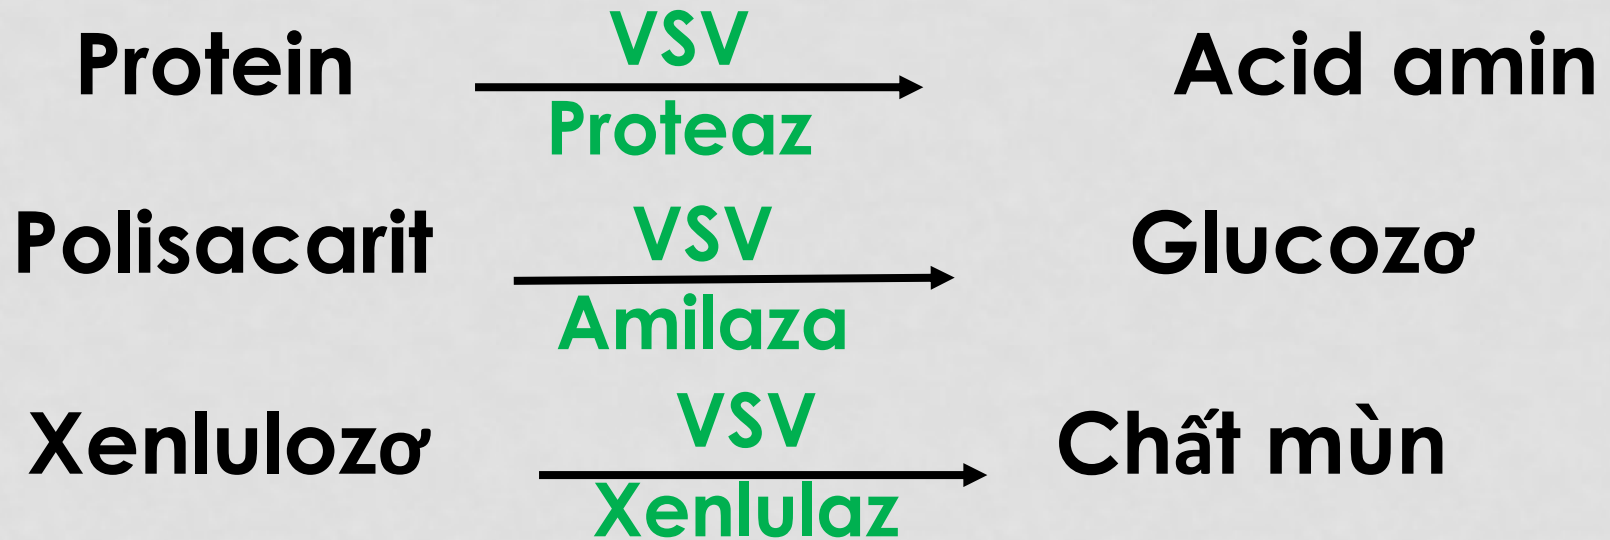 VSV
Protein Acid amin
Proteaz
VSV
Polisacarit Glucozơ
Amilaza
VSV
Xenlulozơ Chất mùn
Xenlulaz